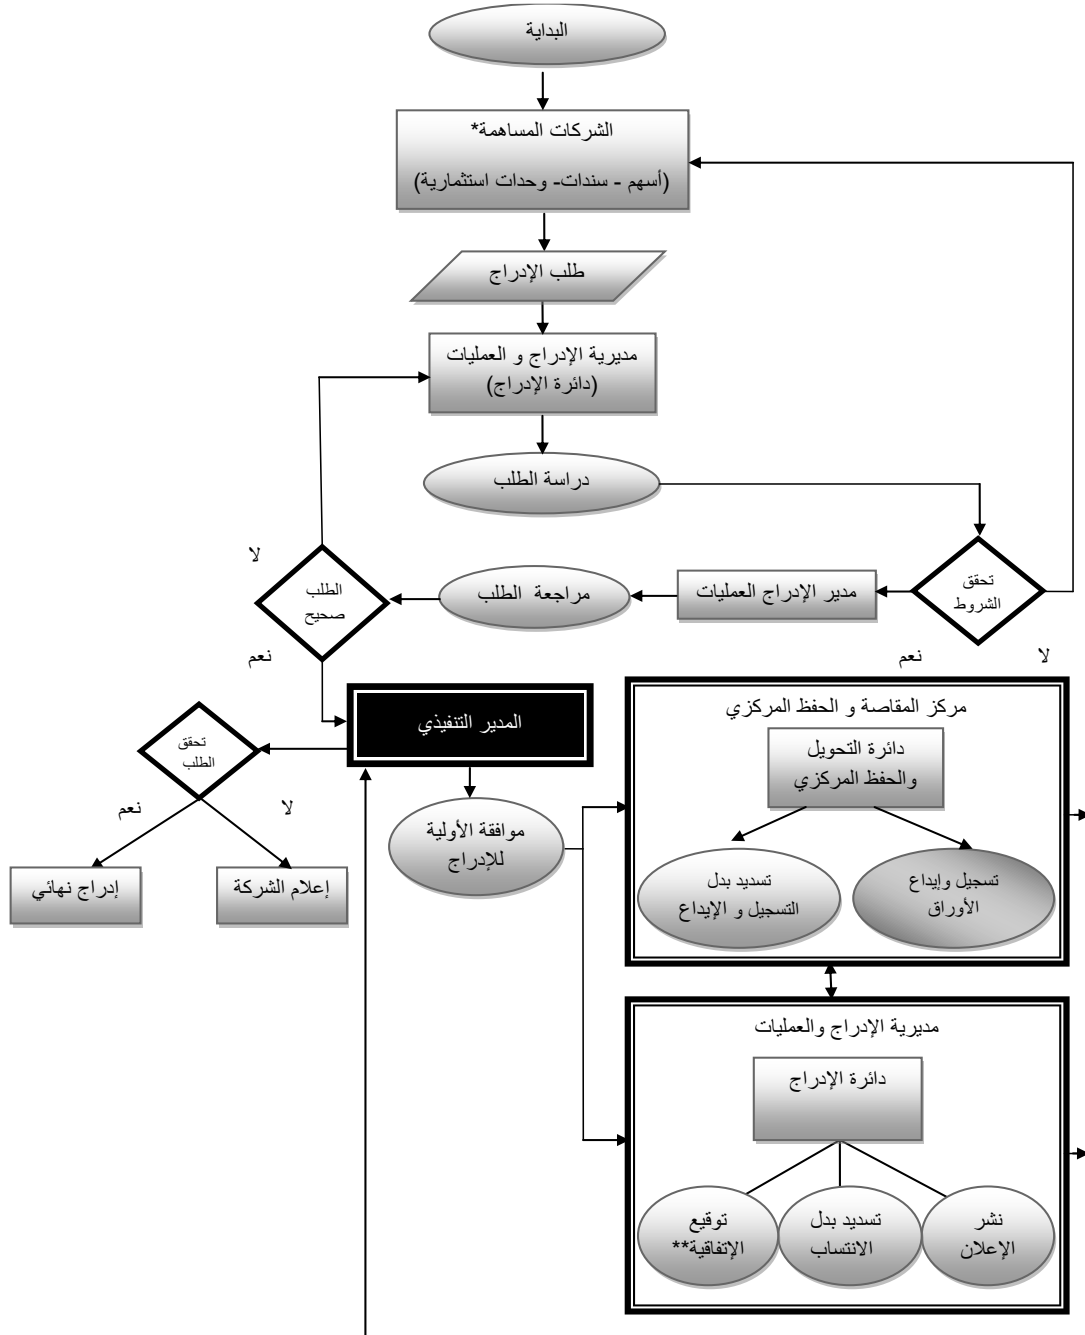 البداية
الشركات المساهمة*
(أسهم - سندات- وحدات استثمارية)
طلب الإدراج
مديرية الإدراج و العمليات
(دائرة الإدراج)
دراسة الطلب
تحقق
الشروط
لا
نعم
مدير الإدراج العمليات
مراجعة الطلب
الطلب
صحيح
لا
نعم
المدير التنفيذي
تحقق
الطلب
لا
نعم
إعلام الشركة
إدراج نهائي
موافقة الأولية
للإدراج
مركز المقاصة و الحفظ المركزي
دائرة التحويل
والحفظ المركزي
تسجيل وإيداع
الأوراق
تسديد بدل
التسجيل و الإيداع
مديرية الإدراج والعمليات
دائرة الإدراج
نشر
الإعلان
تسديد بدل
الانتساب
توقيع
الإتفاقية**